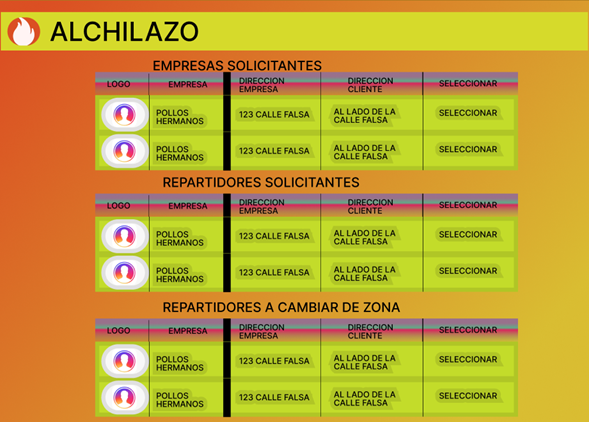 ALCHILAZO
EMPRESAS SOLICITANTES
LOGO EMPRESA DIRECCION EMPRESA DIRECCION CLIENTE SELECCIONAR
POLLOS HERMANOS 123 CALLE FALSA AL LADO DE LA CALLE FALSA SELECCIONAR
POLLOS HERMANOS 123 CALLE FALSA AL LADO DE LA CALLE FALSA SELECCIONAR
REPARTIDORES SOLICITANTES
LOGO EMPRESA DIRECCION EMPRESA DIRECCION CLIENTE SELECCIONAR
POLLOS HERMANOS 123 CALLE FALSA AL LADO DE LA CALLE FALSA SELECCIONAR
POLLOS HERMANOS 123 CALLE FALSA AL LADO DE LA CALLE FALSA SELECCIONAR
REPARTIDORES A CAMBIAR DE ZONA
LOGO EMPRESA DIRECCION EMPRESA DIRECCION CLIENTE SELECCIONAR
POLLOS HERMANOS 123 CALLE FALSA AL LADO DE LA CALLE FALSA SELECCIONAR
POLLOS HERMANOS 123 CALLE FALSA AL LADO DE LA CALLE FALSA SELECCIONAR